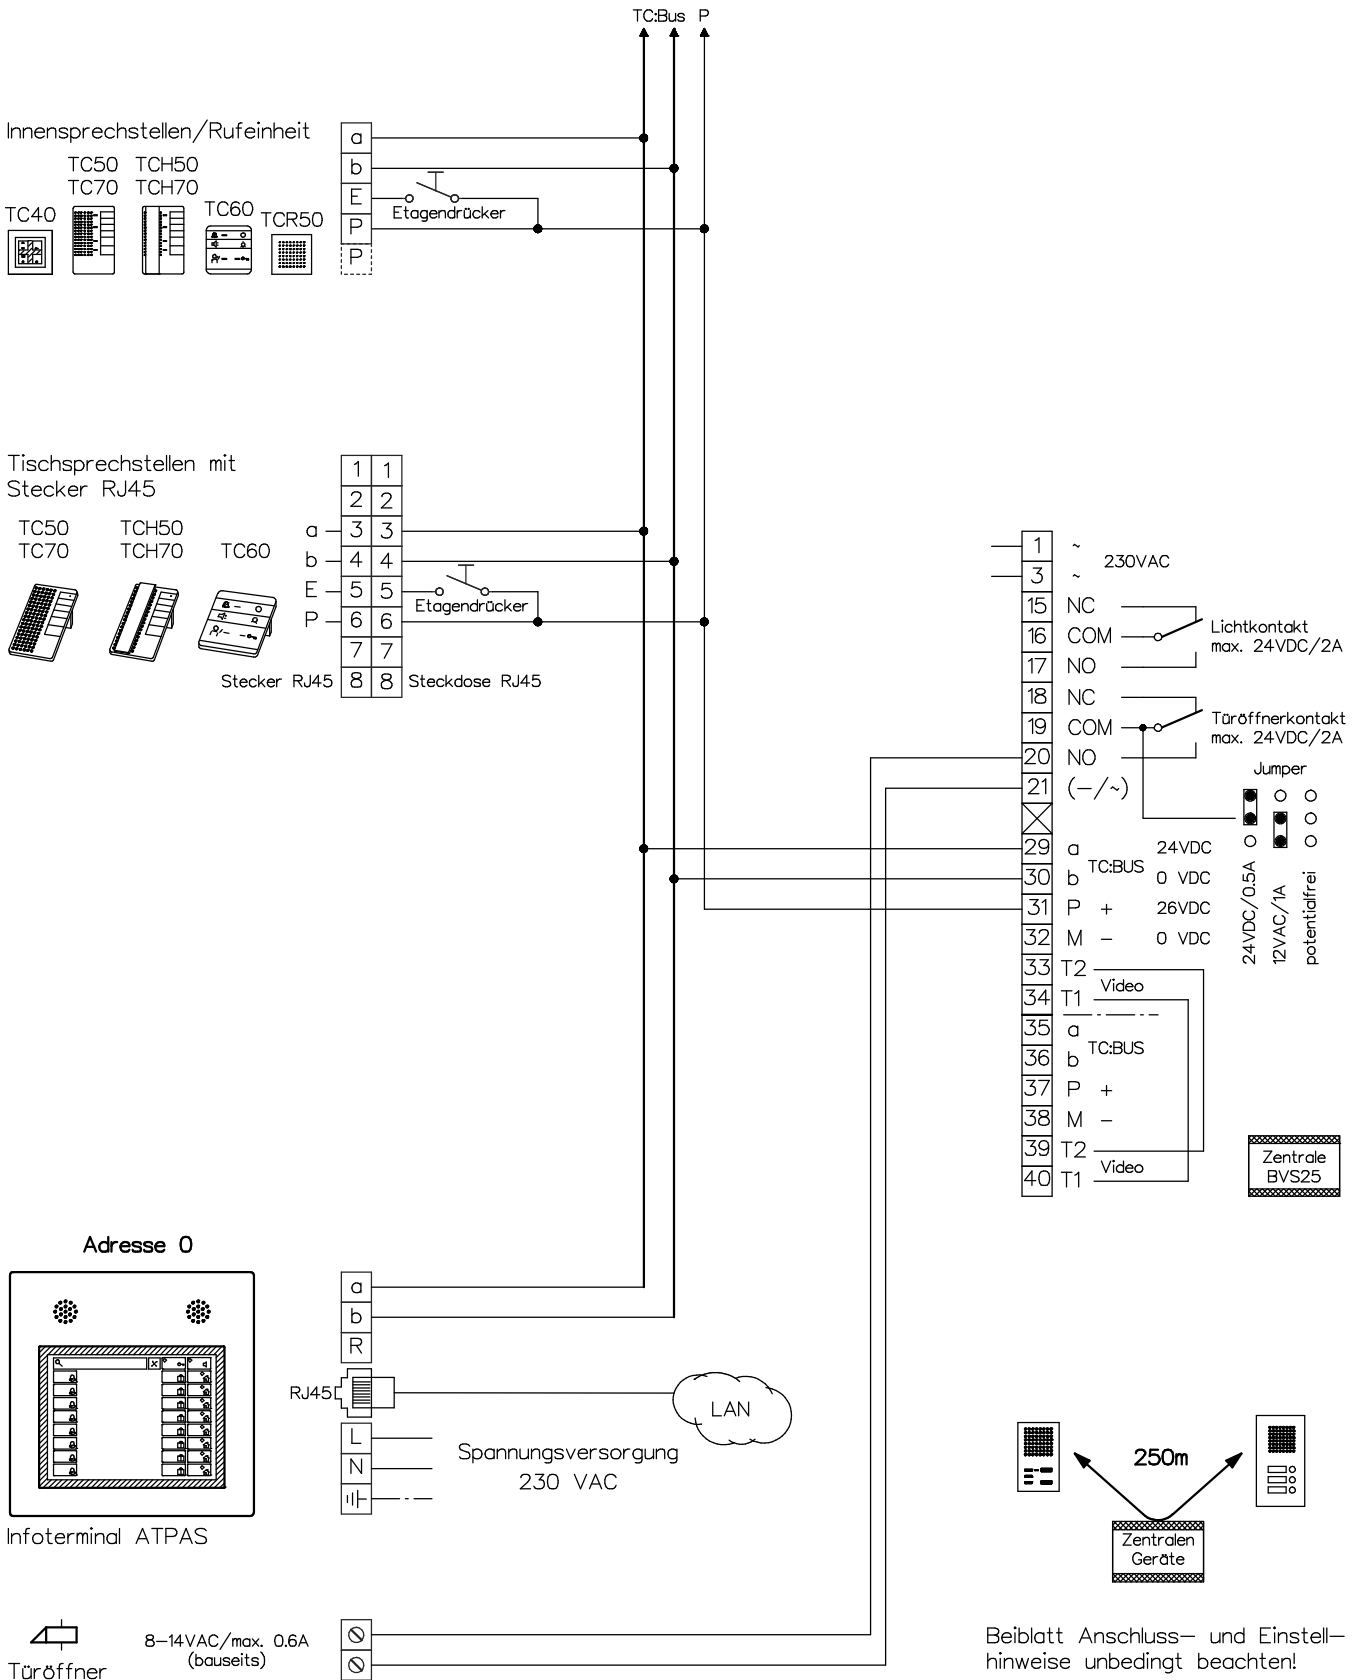 TC:Bus P
Innensprechstellen/Rufeinheit
TC50 TCH50
TC70 TCH70
TC40
TC60
TCR50
a
b
E
P
P
Etagendrücker
Tischsprechstellen mit
Stecker RJ45
TC50 TCH50
TC70 TCH70 TC60
1 1
2 2
a 3 3
b 4 4
E 5 5
P 6 6
7 7
Stecker RJ45 8 8 Steckdose RJ45
Etagendrücker
1 ~
230VAC
3 ~
15 NC
16 COM
17 NO
Lichtkontakt
max. 24VDC/2A
18 NC
19 COM
20 NO
Türöffnerkontakt
max. 24VDC/2A
21 (-/~)
Jumper
24VDC/0.5A
12VAC/1A
potentialfrei
29 a 24VDC
TC:BUS
30 b 0 VDC
31 P + 26VDC
32 M - 0 VDC
33 T2
Video
34 T1
35 a
TC:BUS
36 b
37 P +
38 M -
39 T2
Video
40 T1
Zentrale
BVS25
Adresse 0
a
b
R
RJ45
LAN
L
N
Spannungsversorgung
230 VAC
Infoterminal ATPAS
250m
Zentralen
Geräte
8-14VAC/max. 0.6A
(bauseits)
Türöffner
Beiblatt Anschluss- und Einstell-
hinweise unbedingt beachten!